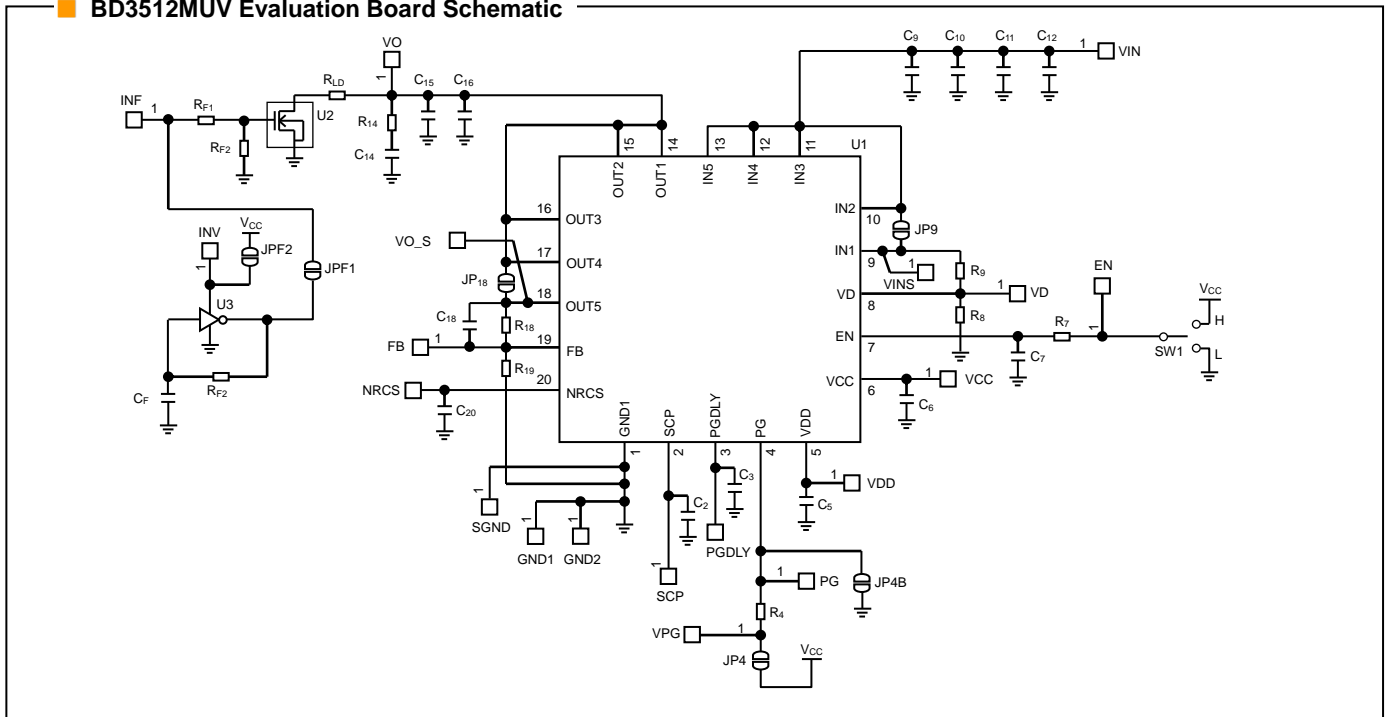 BD3512MUV Evaluation Board Schematic
VO
1
C9 C10 C11 C12
1 VIN
INF
1
RF1
RF2
U2
RLD
C15 C16
R14
C14
15 14 13 12 11
U1
OUT2 OUT1 IN5 IN4 IN3
16 OUT3
17 OUT4
18 OUT5
19 FB
20 NRCS
IN2 10
IN1 9
VD 8
EN 7
VCC 6
JP9
VO_S
JP18
C18
R18
FB 1
R19
NRCS
C20
INV
1
VCC
JPF2
JPF1
U3
RF2
CF
1
VINS
R9
1 VD
R8
EN
1
R7
C7
SW1
VCC
H
L
1 VCC
C6
GND1 SCP PGDLY PG VDD
1 2 3 4 5
1
SGND
1 1
GND1 GND2
C2
1
SCP
C3
PGDLY
1 VDD
C5
1 PG
JP4B
R4
VPG 1
JP4
VCC